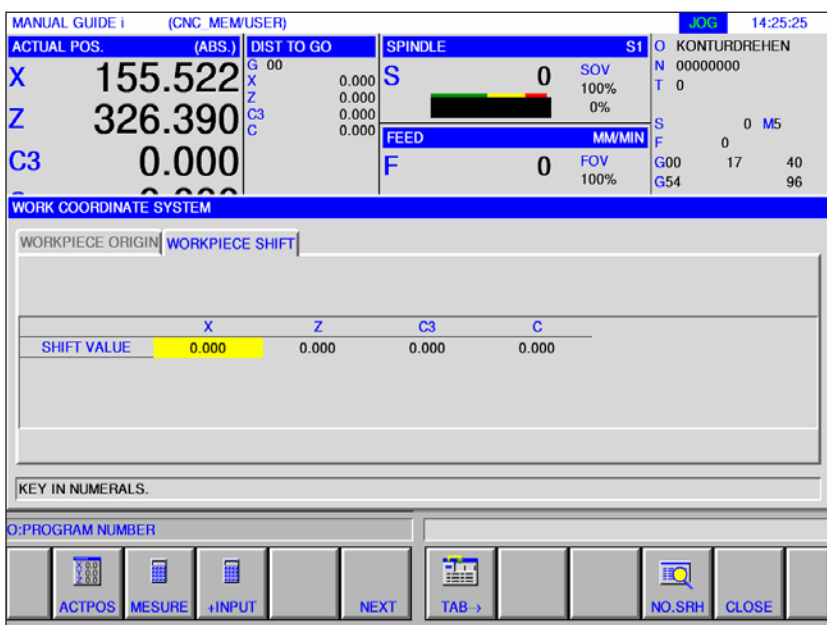 MANUAL GUIDE i (CNC_MEM/USER) JOG 14:25:25
ACTUAL POS. (ABS.) DIST TO GO SPINDLE S1 O KONTURDREHEN
G 00 N 00000000
X 155.522 X 0.000 S 0 SOV T 0
Z 0.000 100%
Z 326.390 C3 0.000 0% S 0 M5
C 0.000 FEED MM/MIN F 0
C3 0.000 F 0 FOV G00 17 40
100% G54 96
WORK COORDINATE SYSTEM
WORKPIECE ORIGIN WORKPIECE SHIFT
X Z C3 C
SHIFT VALUE 0.000 0.000 0.000 0.000
KEY IN NUMERALS.
O:PROGRAM NUMBER
ACTPOS MESURE +INPUT NEXT TAB→ NO.SRH CLOSE